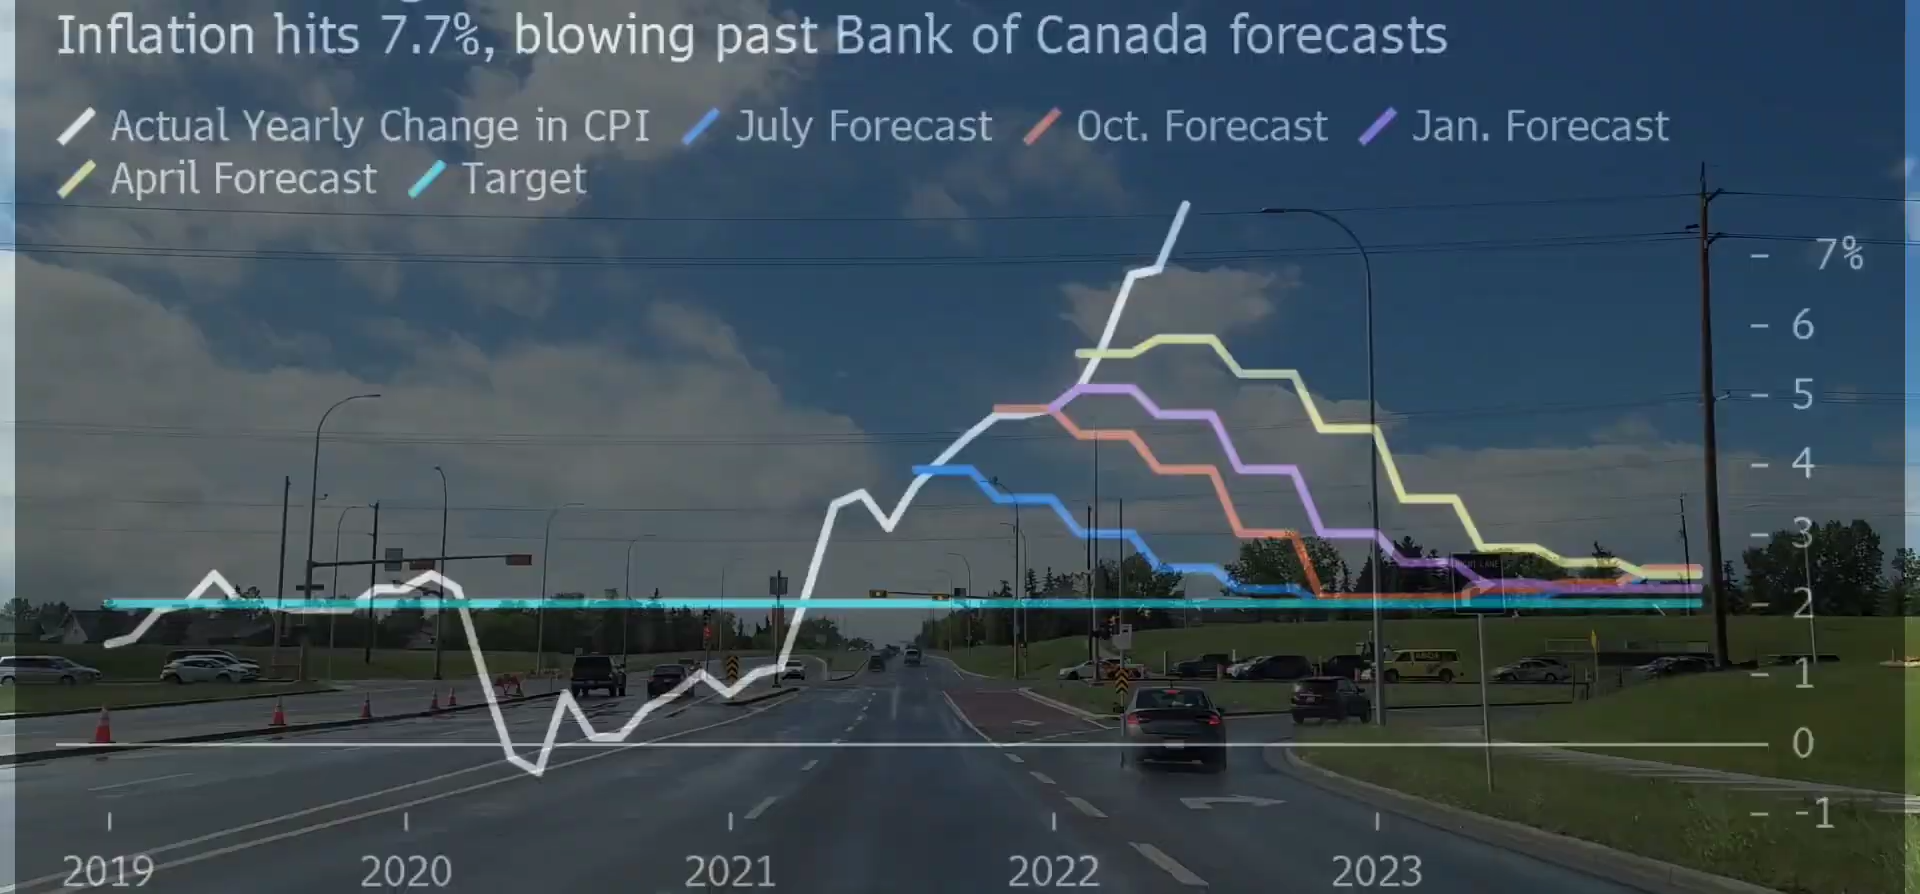 Inflation hits 7.7%, blowing past Bank of Canada forecasts
Actual Yearly Change in CPI July Forecast Oct. Forecast Jan. Forecast
April Forecast Target
7%
6
5
4
3
2
1
0
-1
2019 2020 2021 2022 2023